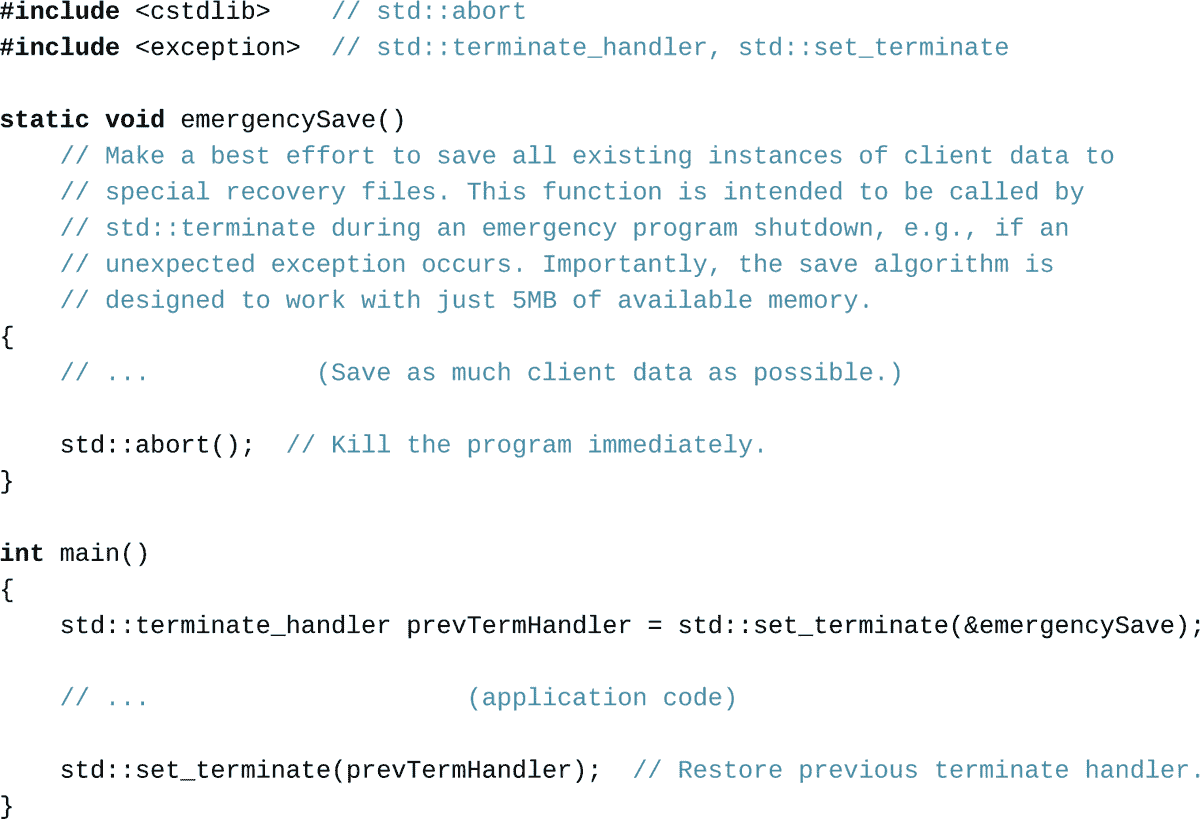 #include <cstdlib>    // std::abort
#include <exception>  // std::terminate_handler, std::set_terminate

static void emergencySave()
    // Make a best effort to save all existing instances of client data to
    // special recovery files. This function is intended to be called by
    // std::terminate during an emergency program shutdown, e.g., if an
    // unexpected exception occurs. Importantly, the save algorithm is
    // designed to work with just 5MB of available memory.
{
    // ...           (Save as much client data as possible.)

    std::abort();  // Kill the program immediately.
}

int main()
{
    std::terminate_handler prevTermHandler = std::set_terminate(&emergencySave);

    // ...                     (application code)

    std::set_terminate(prevTermHandler);  // Restore previous terminate handler.
}